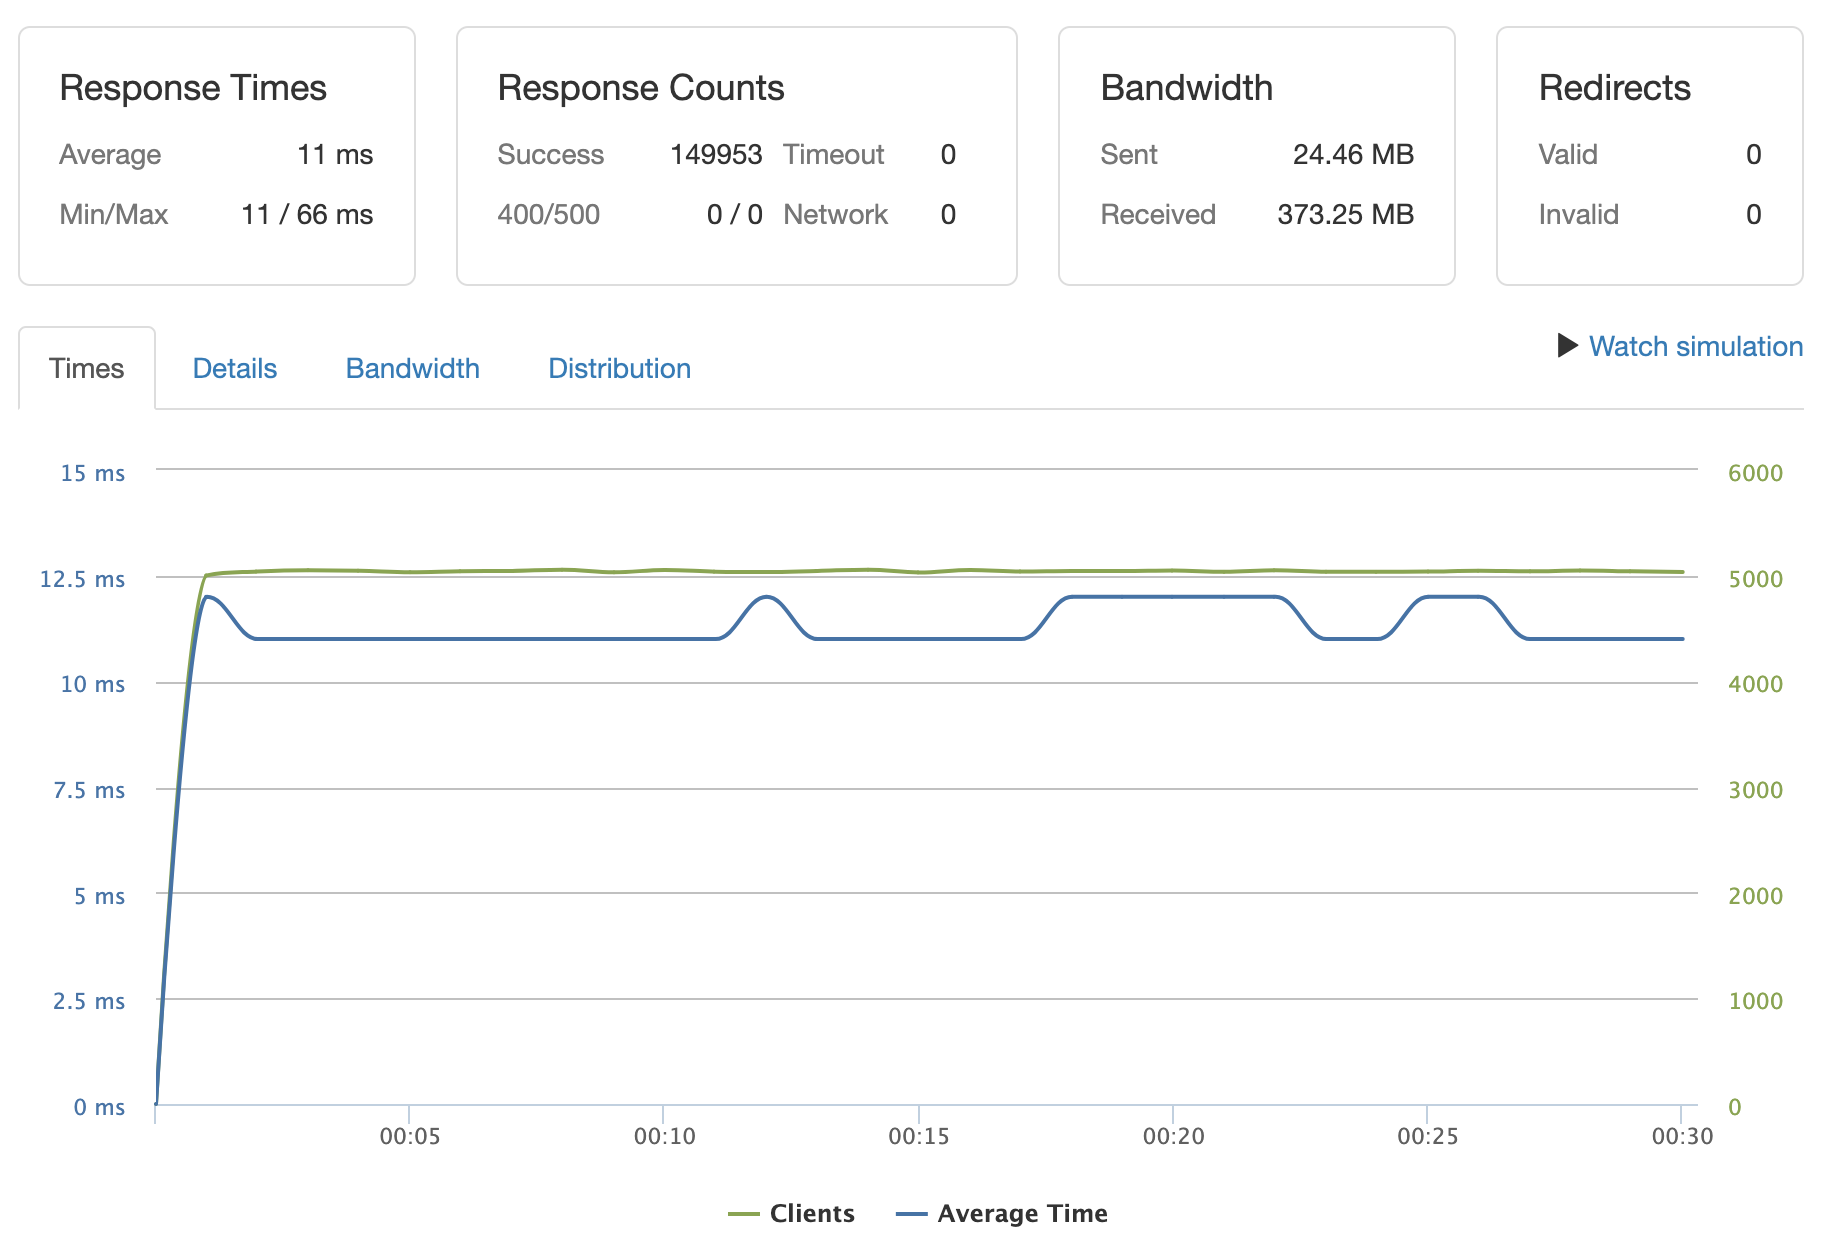 Response Times
Average 11 ms
Min/Max 11 / 66 ms
Response Counts
Success 149953 Timeout 0
400/500 0 / 0 Network 0
Bandwidth
Sent 24.46 MB
Received 373.25 MB
Redirects
Valid 0
Invalid 0
Times Details Bandwidth Distribution
Watch simulation
15 ms 6000
12.5 ms 5000
10 ms 4000
7.5 ms 3000
5 ms 2000
2.5 ms 1000
0 ms 0
00:05 00:10 00:15 00:20 00:25 00:30
Clients Average Time